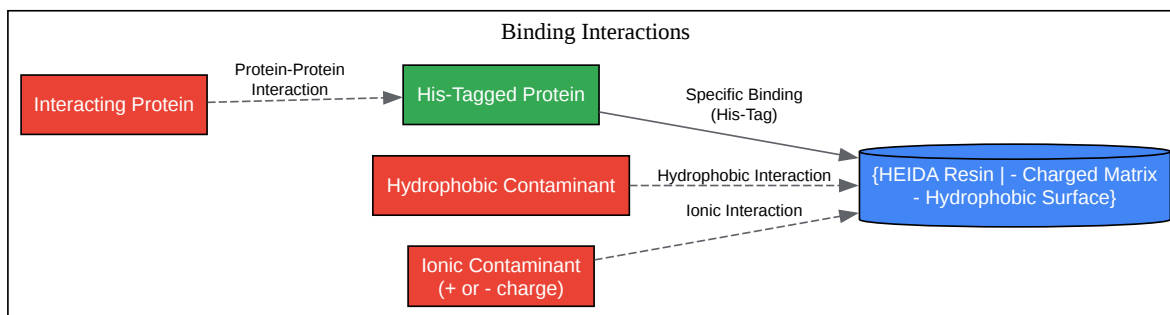 Binding Interactions
Interacting Protein
Protein-Protein
Interaction
His-Tagged Protein
Specific Binding
(His-Tag)
Hydrophobic Contaminant
Hydrophobic Interaction
{HEIDA Resin | - Charged Matrix
- Hydrophobic Surface}
Ionic Interaction
Ionic Contaminant
(+ or - charge)